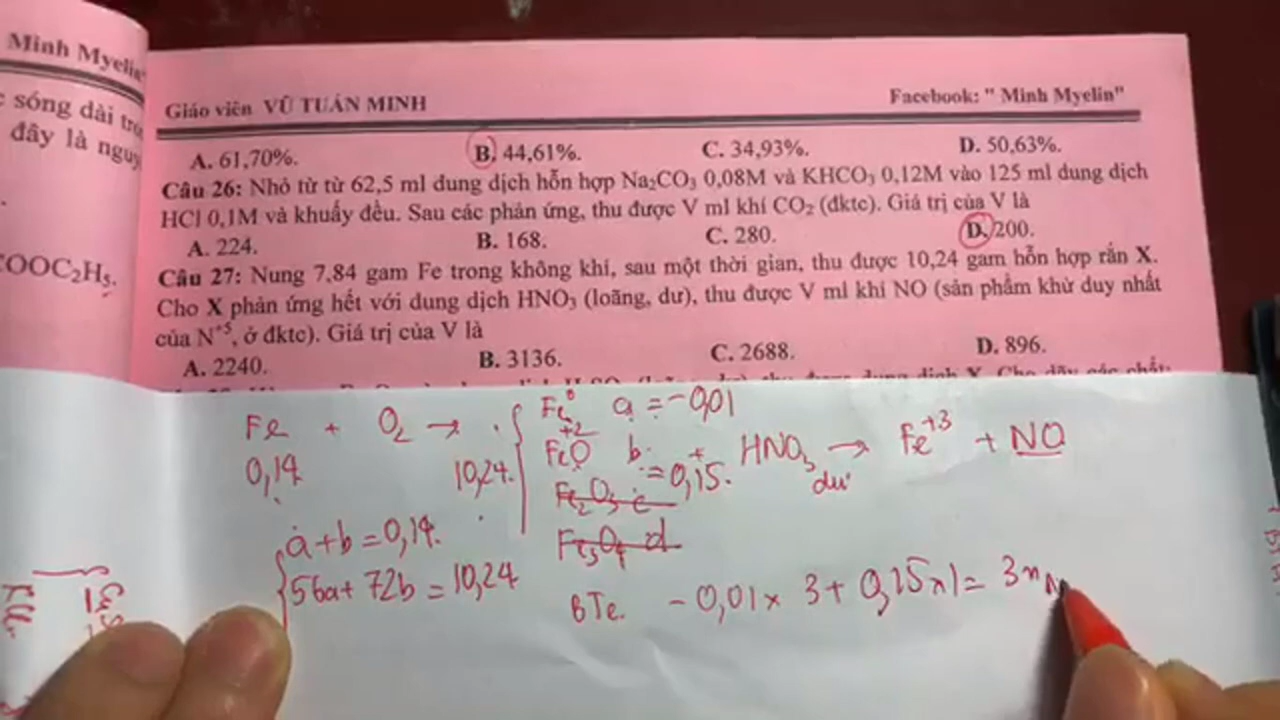 Minh Myelin"
sóng dài
đây là
COOC₂H₅.
Giáo viên VŨ TUẤN MINH
Facebook: " Minh Myelin"
A. 61,70%. B. 44,61%. C. 34,93%. D. 50,63%.
Câu 26: Nhỏ từ từ 62,5 ml dung dịch hỗn hợp Na₂CO₃ 0,08M và KHCO₃ 0,12M vào 125 ml dung dịch
HCl 0,1M và khuấy đều. Sau các phản ứng, thu được V ml khí CO₂ (đktc). Giá trị của V là
A. 224. B. 168. C. 280. D. 200.
Câu 27: Nung 7,84 gam Fe trong không khí, sau một thời gian, thu được 10,24 gam hỗn hợp rắn X.
Cho X phản ứng hết với dung dịch HNO₃ (loãng, dư), thu được V ml khí NO (sản phẩm khử duy nhất
của N⁺⁵, ở đktc). Giá trị của V là
A. 2240. B. 3136. C. 2688. D. 896.
Fe + O₂ → Fe⁰ a = -0,01
0,14 10,24. Fe⁺²O b = 0,15. + HNO₃ dư → Fe⁺³ + NO
Fe₂O₃ c
Fe₃O₄ d
a+b = 0,14.
56a + 72b = 10,24
BTe. -0,01 × 3 + 0,15 × 1 = 3n